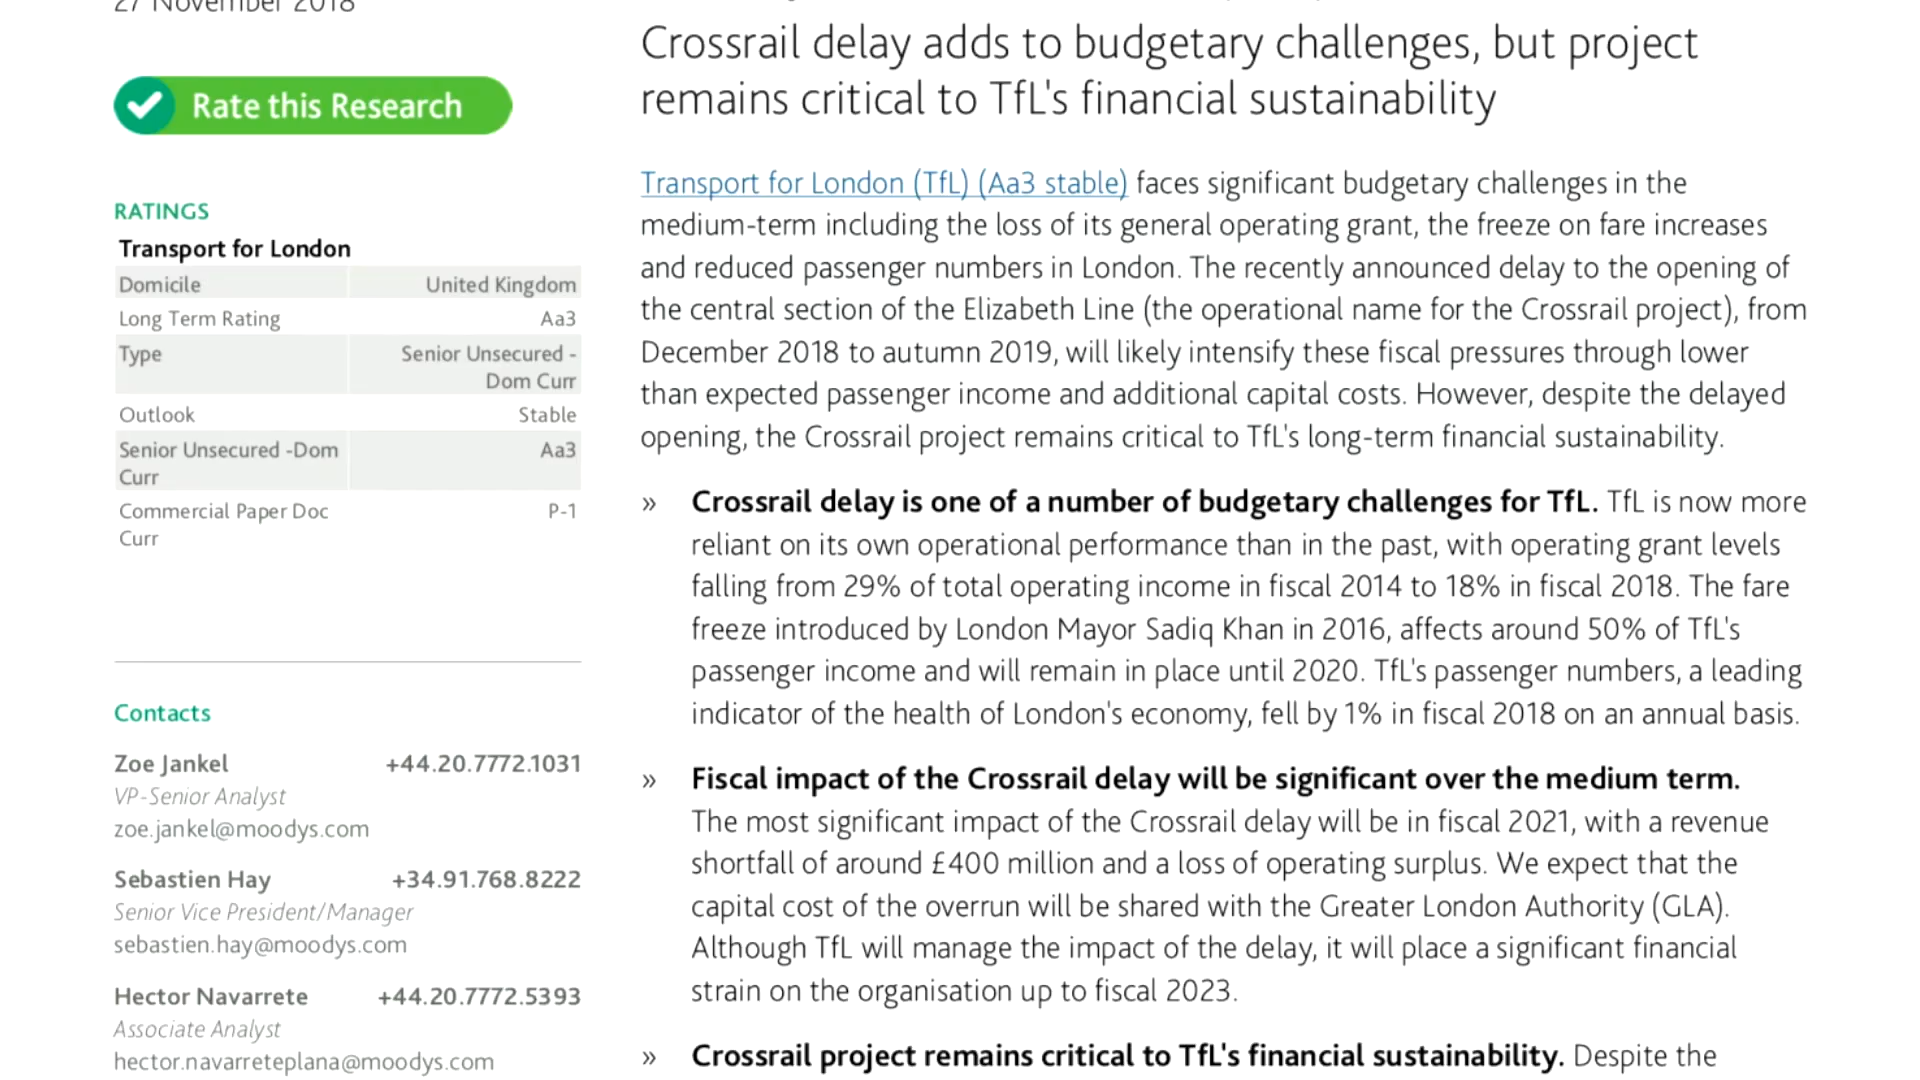 27 November 2018
Rate this Research
RATINGS
Transport for London
Domicile United Kingdom
Long Term Rating Aa3
Type Senior Unsecured -
Dom Curr
Outlook Stable
Senior Unsecured -Dom Aa3
Curr
Commercial Paper Doc P-1
Curr
Contacts
Zoe Jankel +44.20.7772.1031
VP-Senior Analyst
zoe.jankel@moodys.com
Sebastien Hay +34.91.768.8222
Senior Vice President/Manager
sebastien.hay@moodys.com
Hector Navarrete +44.20.7772.5393
Associate Analyst
hector.navarreteplana@moodys.com
Crossrail delay adds to budgetary challenges, but project
remains critical to TfL's financial sustainability
Transport for London (TfL) (Aa3 stable) faces significant budgetary challenges in the
medium-term including the loss of its general operating grant, the freeze on fare increases
and reduced passenger numbers in London. The recently announced delay to the opening of
the central section of the Elizabeth Line (the operational name for the Crossrail project), from
December 2018 to autumn 2019, will likely intensify these fiscal pressures through lower
than expected passenger income and additional capital costs. However, despite the delayed
opening, the Crossrail project remains critical to TfL's long-term financial sustainability.
» Crossrail delay is one of a number of budgetary challenges for TfL. TfL is now more
reliant on its own operational performance than in the past, with operating grant levels
falling from 29% of total operating income in fiscal 2014 to 18% in fiscal 2018. The fare
freeze introduced by London Mayor Sadiq Khan in 2016, affects around 50% of TfL's
passenger income and will remain in place until 2020. TfL's passenger numbers, a leading
indicator of the health of London's economy, fell by 1% in fiscal 2018 on an annual basis.
» Fiscal impact of the Crossrail delay will be significant over the medium term.
The most significant impact of the Crossrail delay will be in fiscal 2021, with a revenue
shortfall of around £400 million and a loss of operating surplus. We expect that the
capital cost of the overrun will be shared with the Greater London Authority (GLA).
Although TfL will manage the impact of the delay, it will place a significant financial
strain on the organisation up to fiscal 2023.
» Crossrail project remains critical to TfL's financial sustainability. Despite the